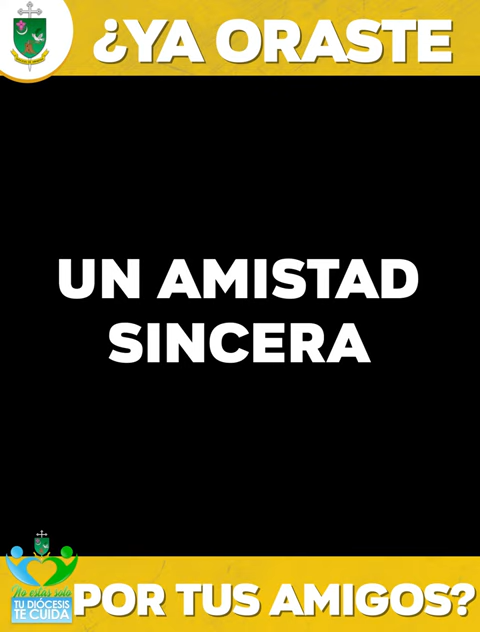 ¿YA ORASTE
UN AMISTAD
SINCERA
No estás solo
TU DIÓCESIS
TE CUIDA
POR TUS AMIGOS?